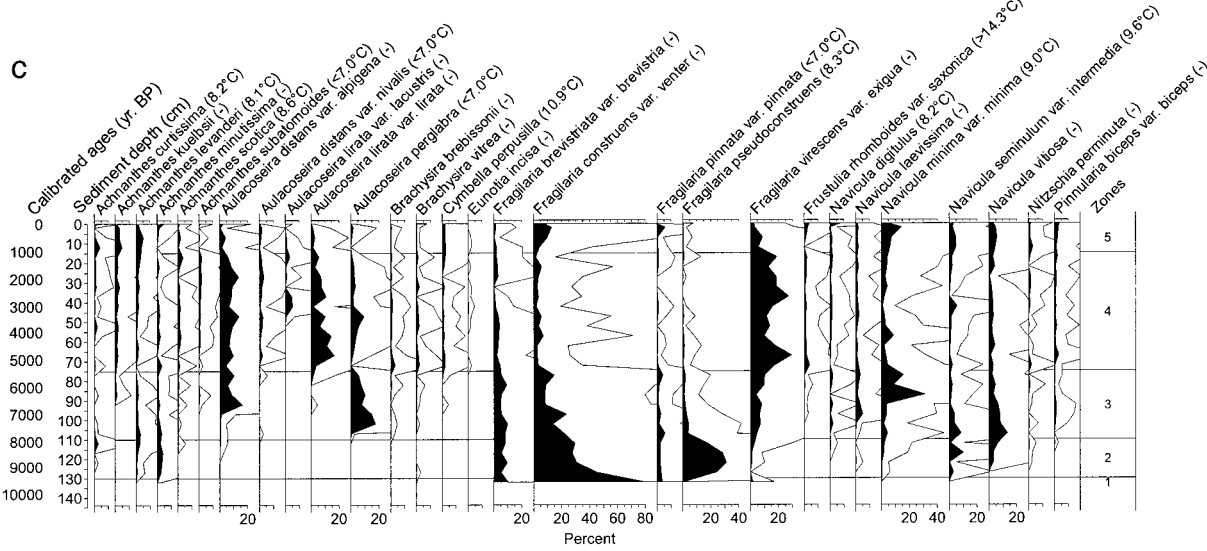 C
Calibrated ages (yr. BP)
Sediment depth (cm)
Achnanthes curtissima (8.2°C)
Achnanthes kuelbsii (-)
Achnanthes levanderi (8.1°C)
Achnanthes minutissima (-)
Achnanthes scotica (8.6°C)
Achnanthes subatomoides (<7.0°C)
Aulacoseira distans var. alpigena (-)
Aulacoseira distans var. nivalis (<7.0°C)
Aulacoseira lirata var. lacustris (-)
Aulacoseira lirata var. lirata (-)
Aulacoseira perglabra (<7.0°C)
Brachysira brebissonii (-)
Brachysira vitrea (-)
Cymbella perpusilla (10.9°C)
Eunotia incisa (-)
Fragilaria brevistriata var. brevistria (-)
Fragilaria construens var. venter (-)
Fragilaria pinnata var. pinnata (<7.0°C)
Fragilaria pseudoconstruens (8.3°C)
Fragilaria virescens var. exigua (-)
Frustulia rhomboides var. saxonica (>14.3°C)
Navicula digitulus (8.2°C)
Navicula laevissima (-)
Navicula minima var. minima (9.0°C)
Navicula seminulum var. intermedia (9.6°C)
Navicula vitiosa (-)
Nitzschia perminuta (-)
Pinnularia biceps var. biceps (-)
Zones
0
1000
2000
3000
4000
5000
6000
7000
8000
9000
10000
0
10
20
30
40
50
60
70
80
90
100
110
120
130
140
5
4
3
2
1
20 20 20 20 20 40 60 80 20 40 20 20 40 20 20
Percent